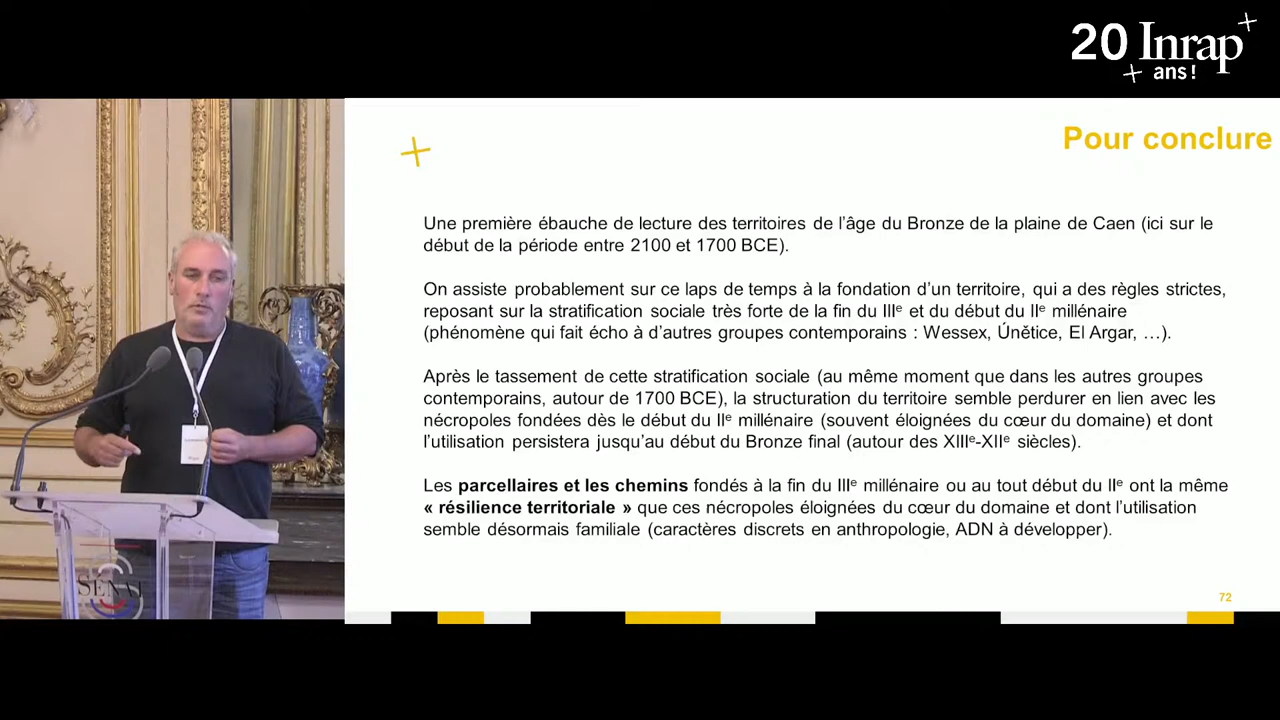 20 Inrap
ans !
Pour conclure
Une première ébauche de lecture des territoires de l’âge du Bronze de la plaine de Caen (ici sur le
début de la période entre 2100 et 1700 BCE).
On assiste probablement sur ce laps de temps à la fondation d’un territoire, qui a des règles strictes,
reposant sur la stratification sociale très forte de la fin du IIIᵉ et du début du IIᵉ millénaire
(phénomène qui fait écho à d’autres groupes contemporains : Wessex, Únětice, El Argar, …).
Après le tassement de cette stratification sociale (au même moment que dans les autres groupes
contemporains, autour de 1700 BCE), la structuration du territoire semble perdurer en lien avec les
nécropoles fondées dès le début du IIᵉ millénaire (souvent éloignées du cœur du domaine) et dont
l’utilisation persistera jusqu’au début du Bronze final (autour des XIIIᵉ-XIIᵉ siècles).
Les parcellaires et les chemins fondés à la fin du IIIᵉ millénaire ou au tout début du IIᵉ ont la même
« résilience territoriale » que ces nécropoles éloignées du cœur du domaine et dont l’utilisation
semble désormais familiale (caractères discrets en anthropologie, ADN à développer).
72
SÉNAT